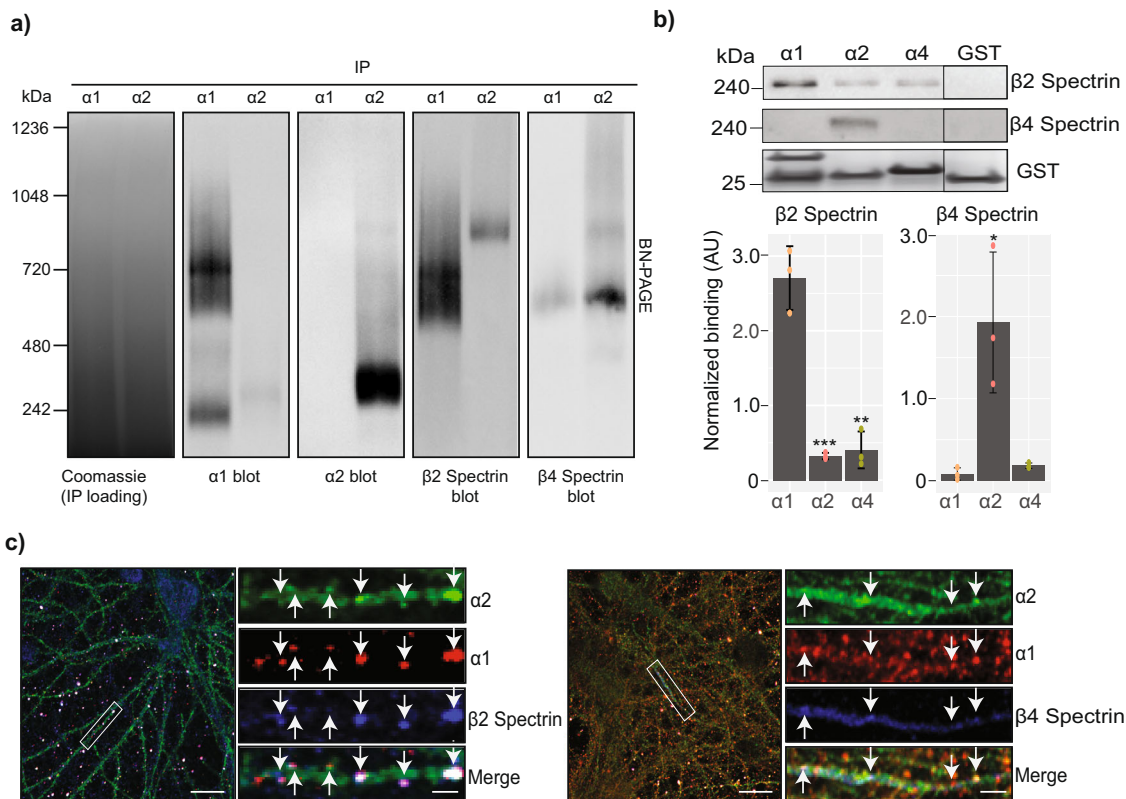 a)
IP
kDa
α1 α2 α1 α2 α1 α2 α1 α2 α1 α2
1236
1048
720
480
242
BN-PAGE
Coomassie
(IP loading)
α1 blot
α2 blot
β2 Spectrin
blot
β4 Spectrin
blot
b)
kDa α1 α2 α4 GST
240 β2 Spectrin
240 β4 Spectrin
25 GST
β2 Spectrin
β4 Spectrin
Normalized binding (AU)
3.0
2.0
1.0
0
***
**
α1 α2 α4
3.0
2.0
1.0
0
*
α1 α2 α4
c)
α2
α1
β2 Spectrin
Merge
α2
α1
β4 Spectrin
Merge